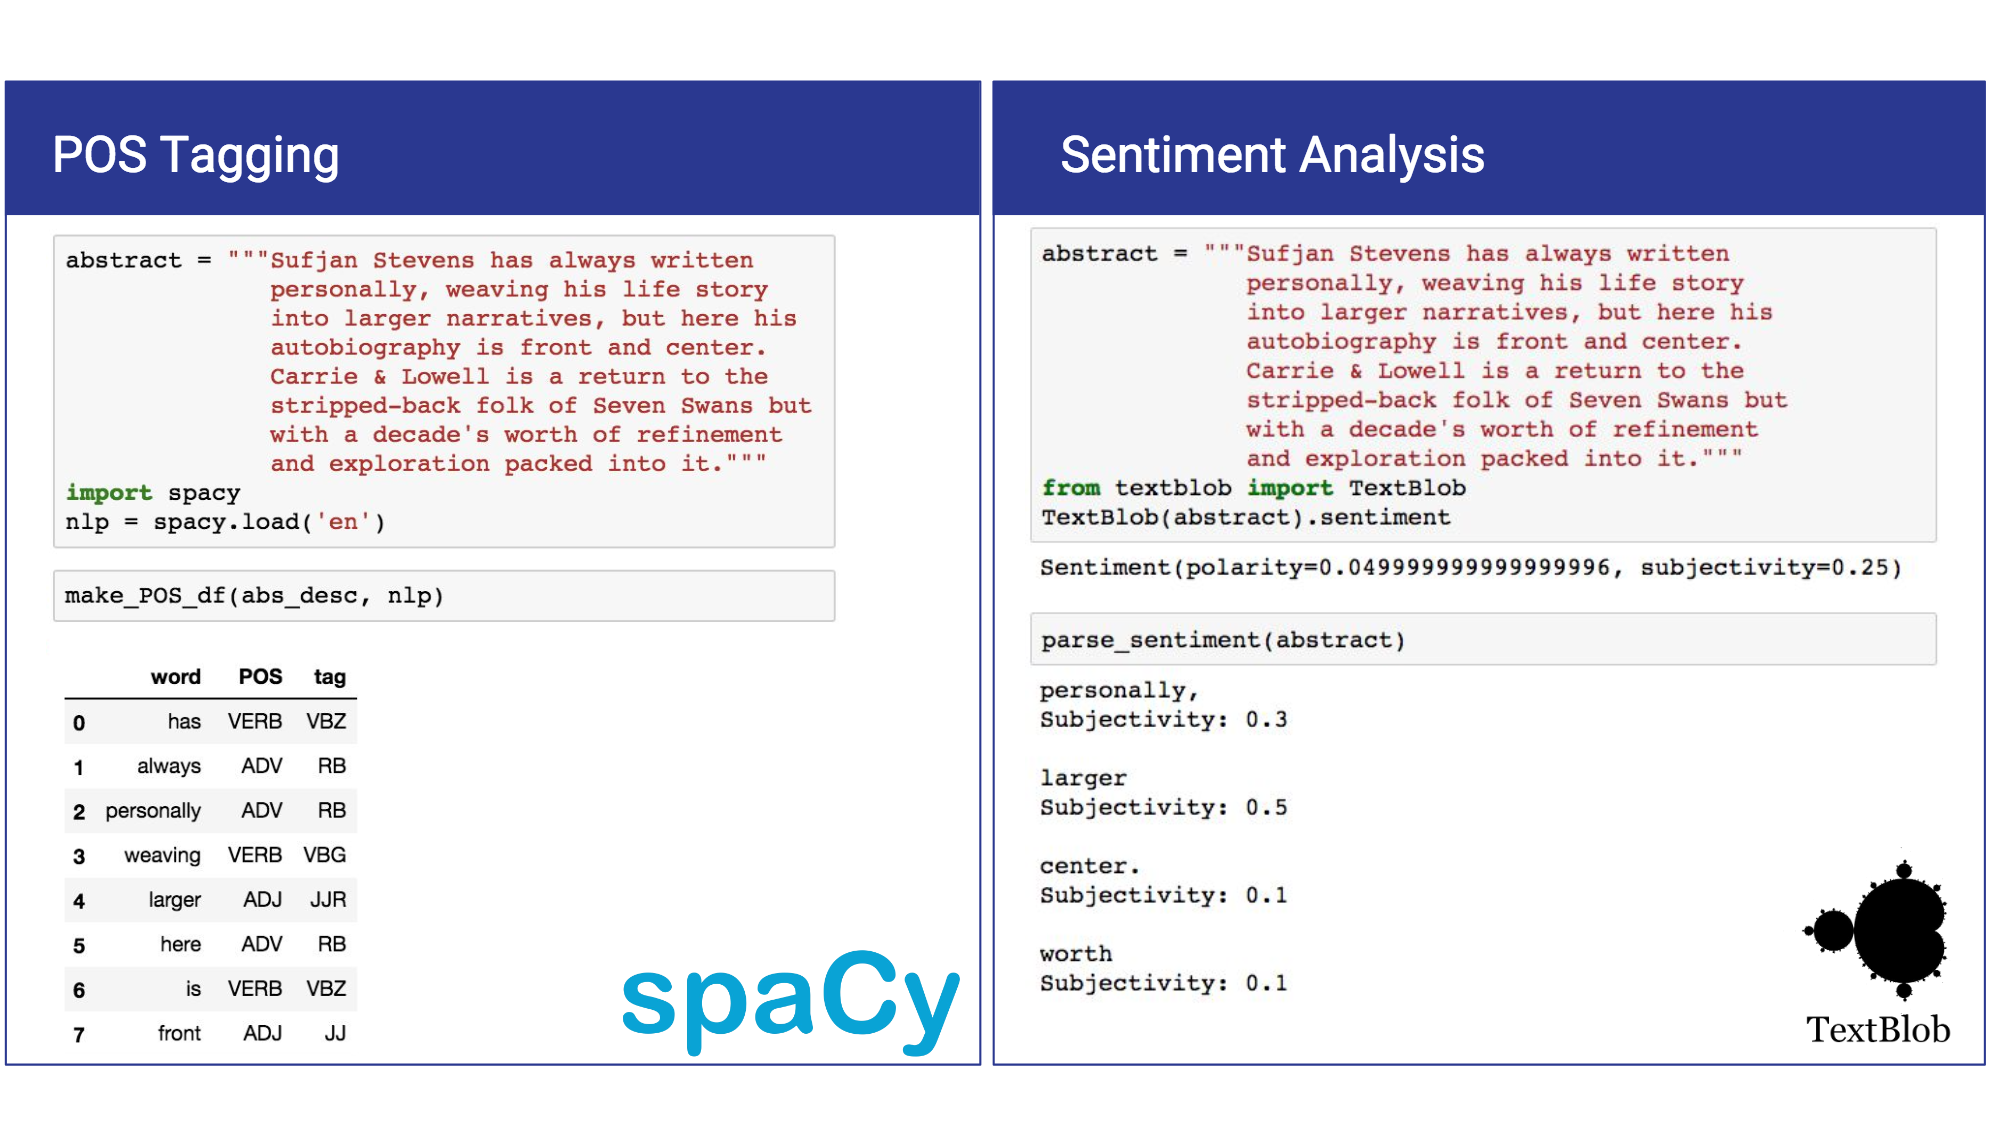 POS Tagging
abstract = """Sufjan Stevens has always written
personally, weaving his life story
into larger narratives, but here his
autobiography is front and center.
Carrie & Lowell is a return to the
stripped-back folk of Seven Swans but
with a decade's worth of refinement
and exploration packed into it."""
import spacy
nlp = spacy.load('en')
make_POS_df(abs_desc, nlp)
word POS tag
0 has VERB VBZ
1 always ADV RB
2 personally ADV RB
3 weaving VERB VBG
4 larger ADJ JJR
5 here ADV RB
6 is VERB VBZ
7 front ADJ JJ
spaCy
Sentiment Analysis
abstract = """Sufjan Stevens has always written
personally, weaving his life story
into larger narratives, but here his
autobiography is front and center.
Carrie & Lowell is a return to the
stripped-back folk of Seven Swans but
with a decade's worth of refinement
and exploration packed into it."""
from textblob import TextBlob
TextBlob(abstract).sentiment
Sentiment(polarity=0.049999999999999996, subjectivity=0.25)
parse_sentiment(abstract)
personally,
Subjectivity: 0.3
larger
Subjectivity: 0.5
center.
Subjectivity: 0.1
worth
Subjectivity: 0.1
TextBlob